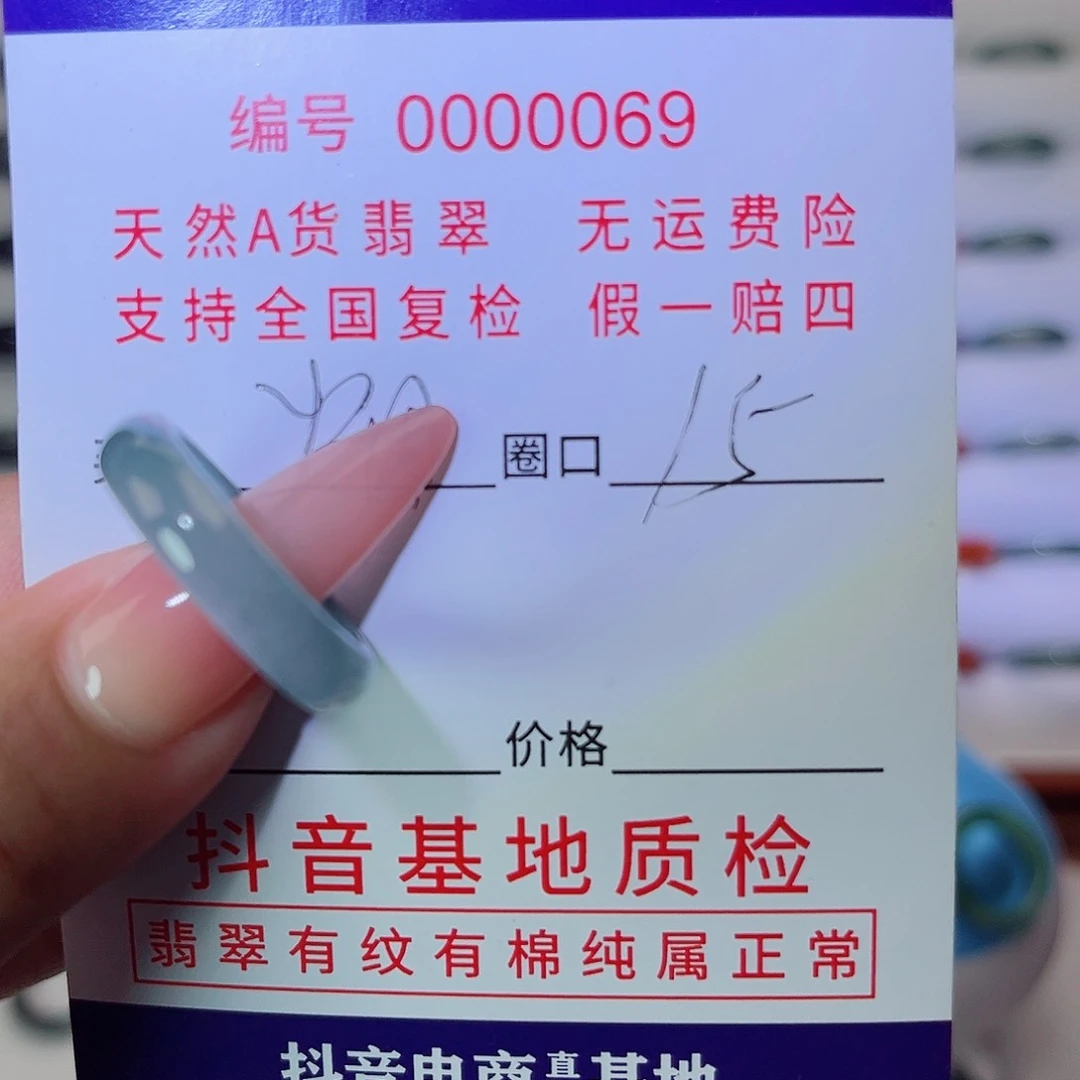 编号 0000069
天然A货翡翠 无运费险
支持全国复检 假一赔四
圈口 15
价格
抖音基地质检
翡翠有纹有棉纯属正常
抖音电商真基地